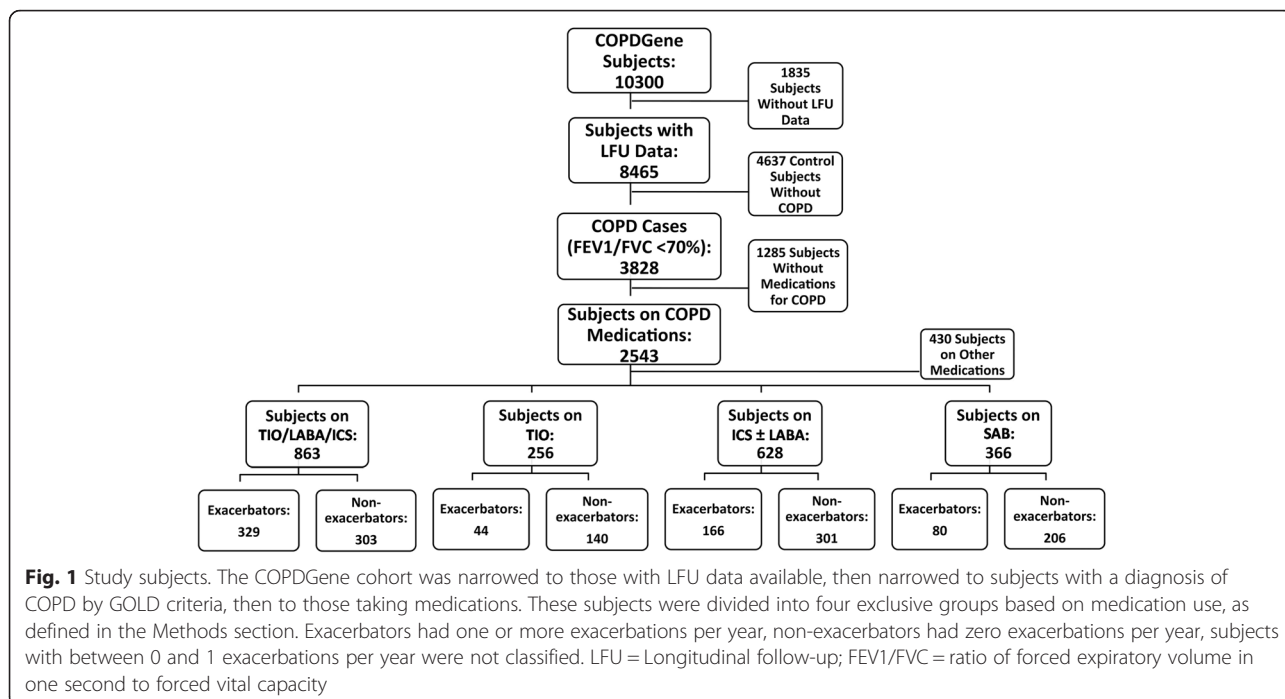 COPDGene
Subjects:
10300
1835
Subjects
Without LFU
Data
Subjects with
LFU Data:
8465
4637 Control
Subjects
Without
COPD
COPD Cases
(FEV1/FVC <70%):
3828
1285 Subjects
Without
Medications
for COPD
Subjects on COPD
Medications:
2543
430 Subjects
on Other
Medications
Subjects on
TIO/LABA/ICS:
863
Subjects on
TIO:
256
Subjects on
ICS ± LABA:
628
Subjects on
SAB:
366
Exacerbators:
329
Non-
exacerbators:
303
Exacerbators:
44
Non-
exacerbators:
140
Exacerbators:
166
Non-
exacerbators:
301
Exacerbators:
80
Non-
exacerbators:
206
Fig. 1 Study subjects. The COPDGene cohort was narrowed to those with LFU data available, then narrowed to subjects with a diagnosis of
COPD by GOLD criteria, then to those taking medications. These subjects were divided into four exclusive groups based on medication use, as
defined in the Methods section. Exacerbators had one or more exacerbations per year, non-exacerbators had zero exacerbations per year, subjects
with between 0 and 1 exacerbations per year were not classified. LFU = Longitudinal follow-up; FEV1/FVC = ratio of forced expiratory volume in
one second to forced vital capacity